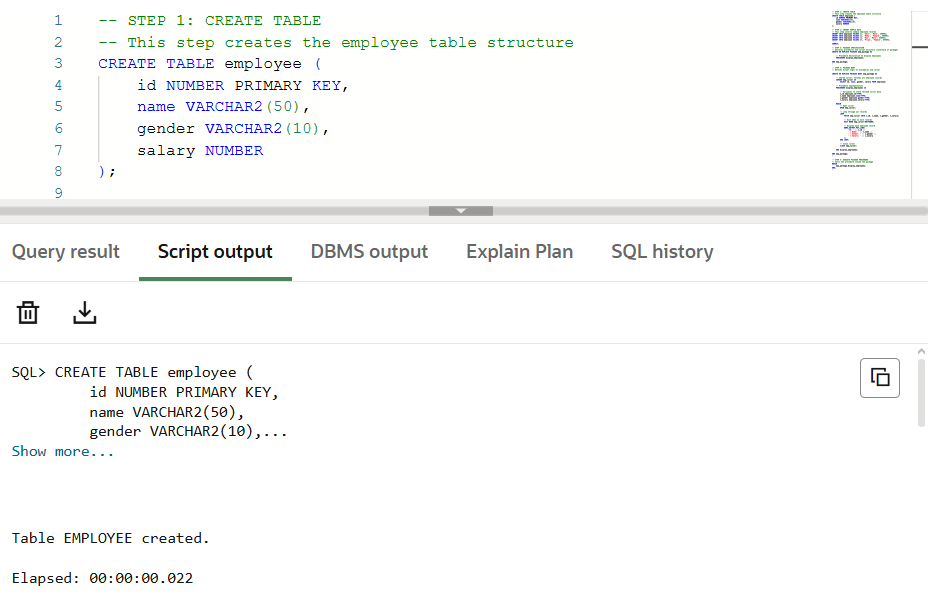 1 -- STEP 1: CREATE TABLE
2 -- This step creates the employee table structure
3 CREATE TABLE employee (
4 id NUMBER PRIMARY KEY,
5 name VARCHAR2(50),
6 gender VARCHAR2(10),
7 salary NUMBER
8 );
9
Query result Script output DBMS output Explain Plan SQL history
SQL> CREATE TABLE employee (
id NUMBER PRIMARY KEY,
name VARCHAR2(50),
gender VARCHAR2(10),...
Show more...
Table EMPLOYEE created.
Elapsed: 00:00:00.022